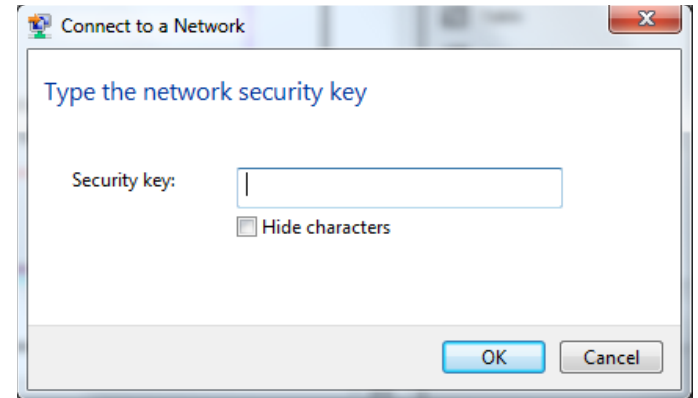 Connect to a Network
Type the network security key
Security key:
Hide characters
OK Cancel